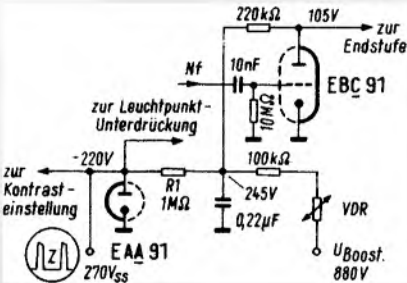 220kΩ
105V
zur
Endstufe
Nf
10nF
EBC 91
10MΩ
zur Leuchtpunkt-
Unterdrückung
zur
Kontrast-
einstellung
-220V
R1
1MΩ
100kΩ
245V
0,22µF
VDR
EAA 91
Z
270Vss
UBoost.
880V